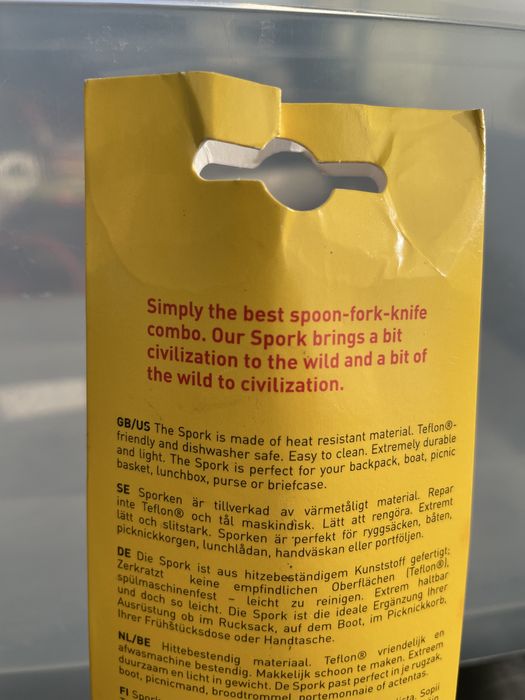 Simply the best spoon-fork-knife
combo. Our Spork brings a bit
civilization to the wild and a bit of
the wild to civilization.
GB/US The Spork is made of heat resistant material. Teflon®-
friendly and dishwasher safe. Easy to clean. Extremely durable
and light. The Spork is perfect for your backpack, boat, picnic
basket, lunchbox, purse or briefcase.
SE Sporken är tillverkad av värmetåligt material. Repar
inte Teflon® och tål maskindisk. Lätt att rengöra. Extremt
lätt och slitstark. Sporken är perfekt för ryggsäcken, båten,
picknickkorgen, lunchlådan, handväskan eller portföljen.
DE Die Spork ist aus hitzebeständigem Kunststoff gefertigt;
Zerkratzt keine empfindlichen Oberflächen (Teflon®),
spülmaschinenfest – leicht zu reinigen. Extrem haltbar
und doch so leicht. Die Spork ist die ideale Ergänzung Ihrer
Ausrüstung ob im Rucksack, auf dem Boot, im Picknickkorb,
Ihrer Frühstücksdose oder Handtasche.
NL/BE Hittebestendig materiaal. Teflon® vriendelijk en
afwasmachine bestendig. Makkelijk schoon te maken. Extreem
duurzaam en licht in gewicht. De Spork past perfect in je rugzak,
boot, picnicmand, broodtrommel, portemonnaie of actentas.
FI